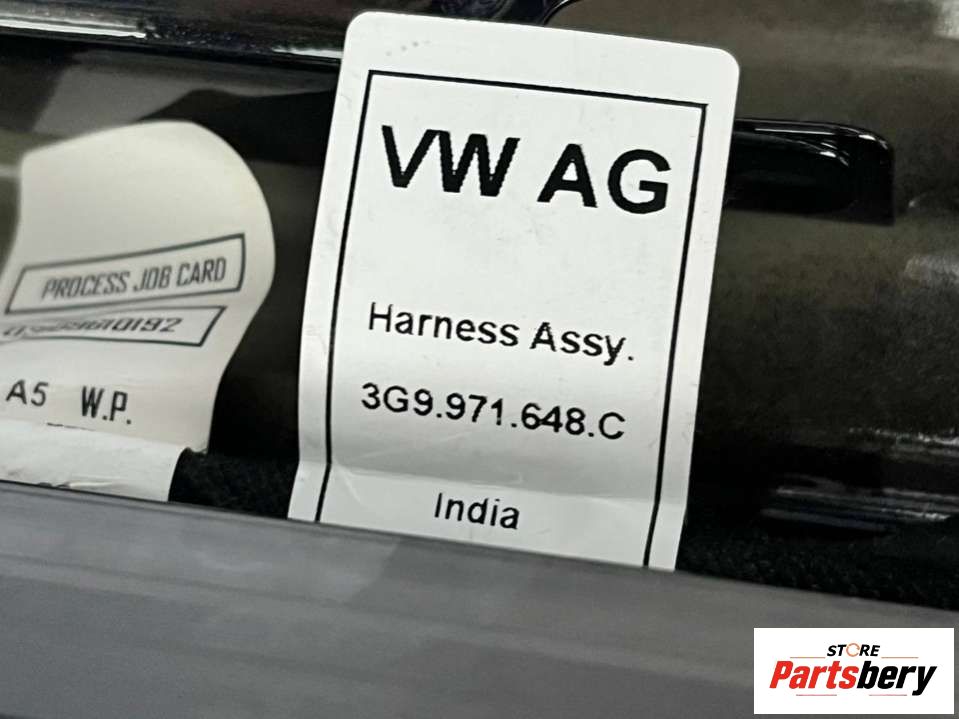 VW AG
Harness Assy.
3G9.971.648.C
India
PROCESS JOB CARD
A5 W.P.
STORE
Partsbery